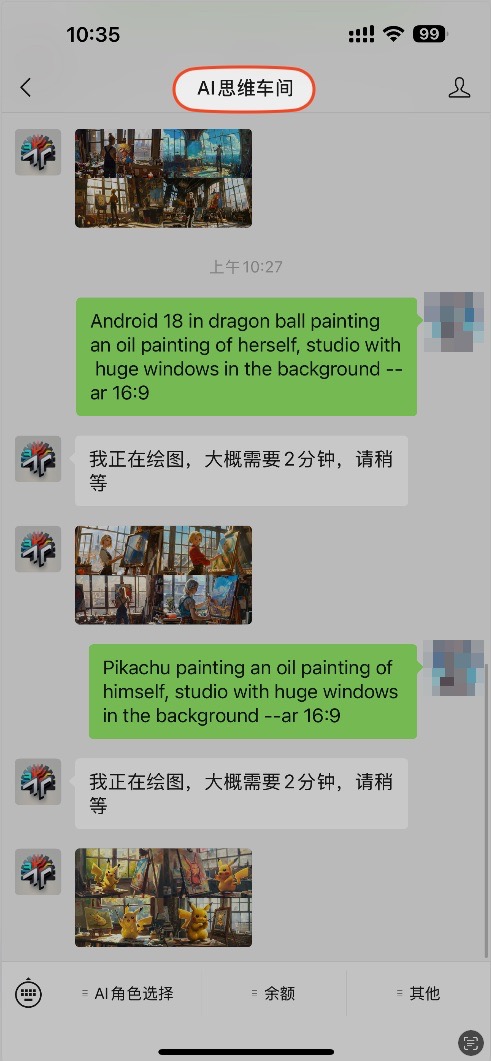 10:35
99
AI思维车间
上午10:27
Android 18 in dragon ball painting
an oil painting of herself, studio with
huge windows in the background --
ar 16:9
我正在绘图，大概需要2分钟，请稍
等
Pikachu painting an oil painting of
himself, studio with huge windows
in the background --ar 16:9
我正在绘图，大概需要2分钟，请稍
等
AI角色选择
余额
其他